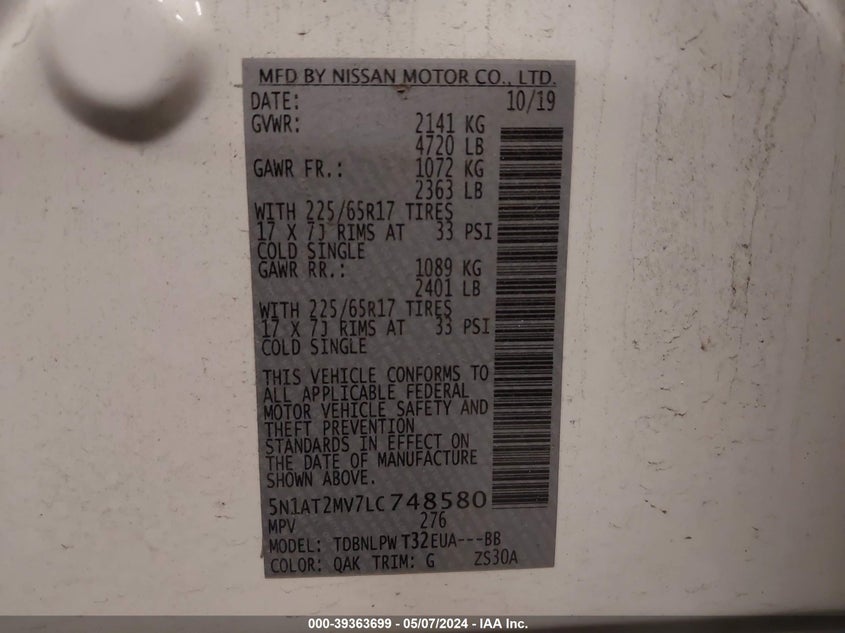 MFD BY NISSAN MOTOR CO., LTD.
DATE: 10/19
GVWR: 2141 KG
4720 LB
GAWR FR.: 1072 KG
2363 LB
WITH 225/65R17 TIRES
17 X 7J RIMS AT 33 PSI
COLD SINGLE
GAWR RR.: 1089 KG
2401 LB
WITH 225/65R17 TIRES
17 X 7J RIMS AT 33 PSI
COLD SINGLE
THIS VEHICLE CONFORMS TO
ALL APPLICABLE FEDERAL
MOTOR VEHICLE SAFETY AND
THEFT PREVENTION
STANDARDS IN EFFECT ON
THE DATE OF MANUFACTURE
SHOWN ABOVE.
5N1AT2MV7LC748580
MPV 276
MODEL: TDBNLPW T32EUA---BB
COLOR: QAK TRIM: G ZS30A
000-39363699 - 05/07/2024 - IAA Inc.